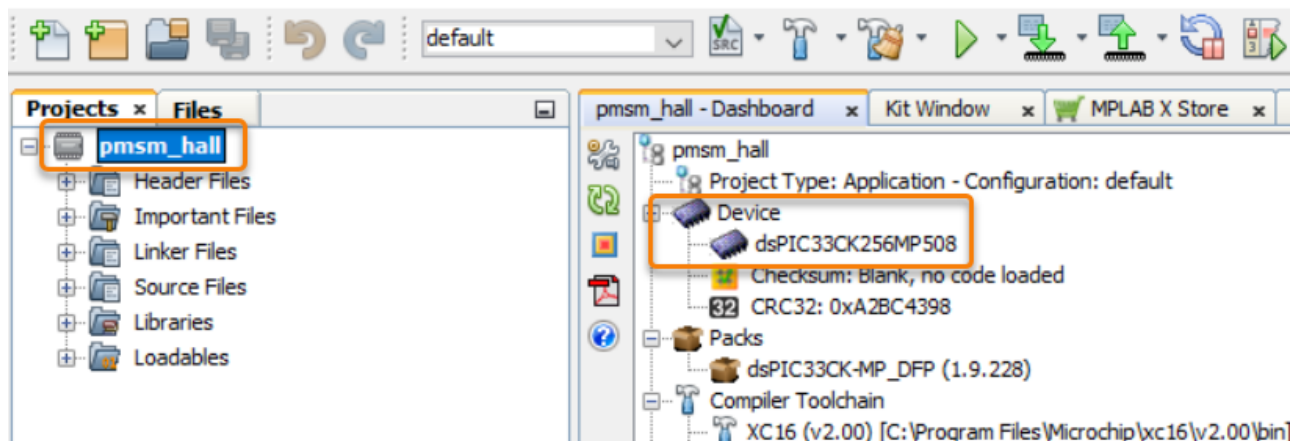 default
SRC
Projects × Files
pmsm_hall
Header Files
Important Files
Linker Files
Source Files
Libraries
Loadables
pmsm_hall - Dashboard × Kit Window × MPLAB X Store ×
pmsm_hall
Project Type: Application - Configuration: default
Device
dsPIC33CK256MP508
Checksum: Blank, no code loaded
32 CRC32: 0xA2BC4398
Packs
dsPIC33CK-MP_DFP (1.9.228)
Compiler Toolchain
XC16 (v2.00) [C:\Program Files\Microchip\xc16\v2.00\bin]